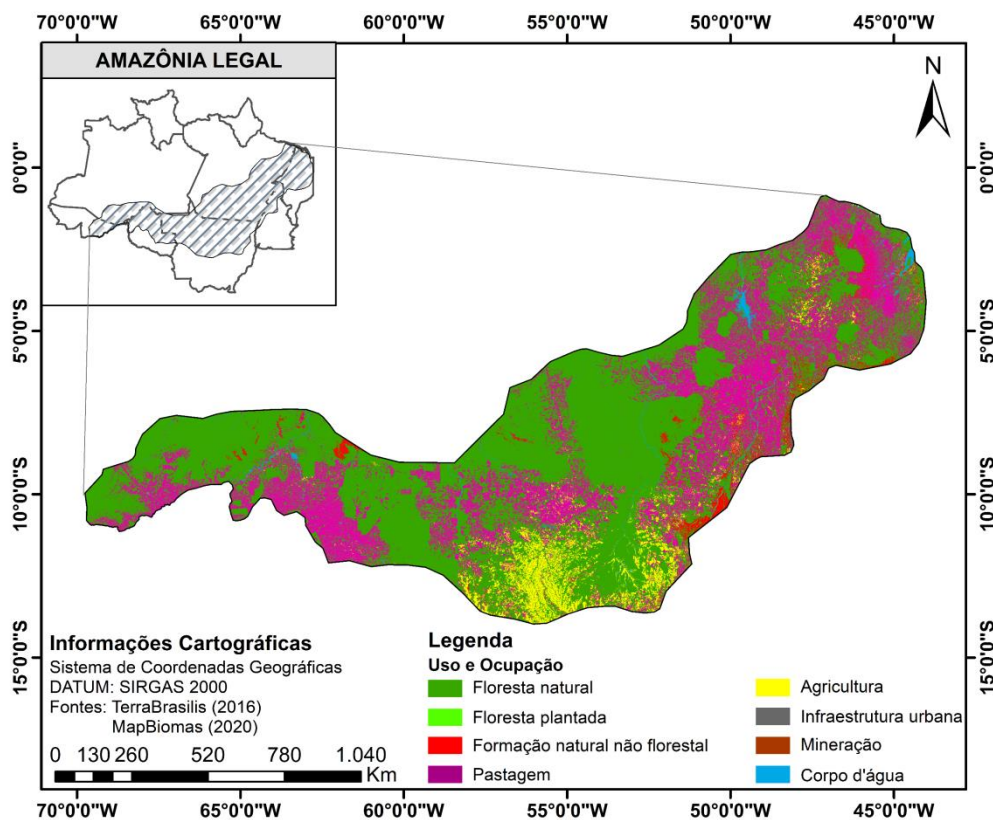 70°0'0"W 65°0'0"W 60°0'0"W 55°0'0"W 50°0'0"W 45°0'0"W
AMAZÔNIA LEGAL
N
0°0'0"
0°0'0"
5°0'0"S
5°0'0"S
10°0'0"S
10°0'0"S
15°0'0"S
15°0'0"S
Informações Cartográficas
Sistema de Coordenadas Geográficas
DATUM: SIRGAS 2000
Fontes: TerraBrasilis (2016)
MapBiomas (2020)
0 130 260 520 780 1.040
Km
Legenda
Uso e Ocupação
Floresta natural
Floresta plantada
Formação natural não florestal
Pastagem
Agricultura
Infraestrutura urbana
Mineração
Corpo d'água
70°0'0"W 65°0'0"W 60°0'0"W 55°0'0"W 50°0'0"W 45°0'0"W